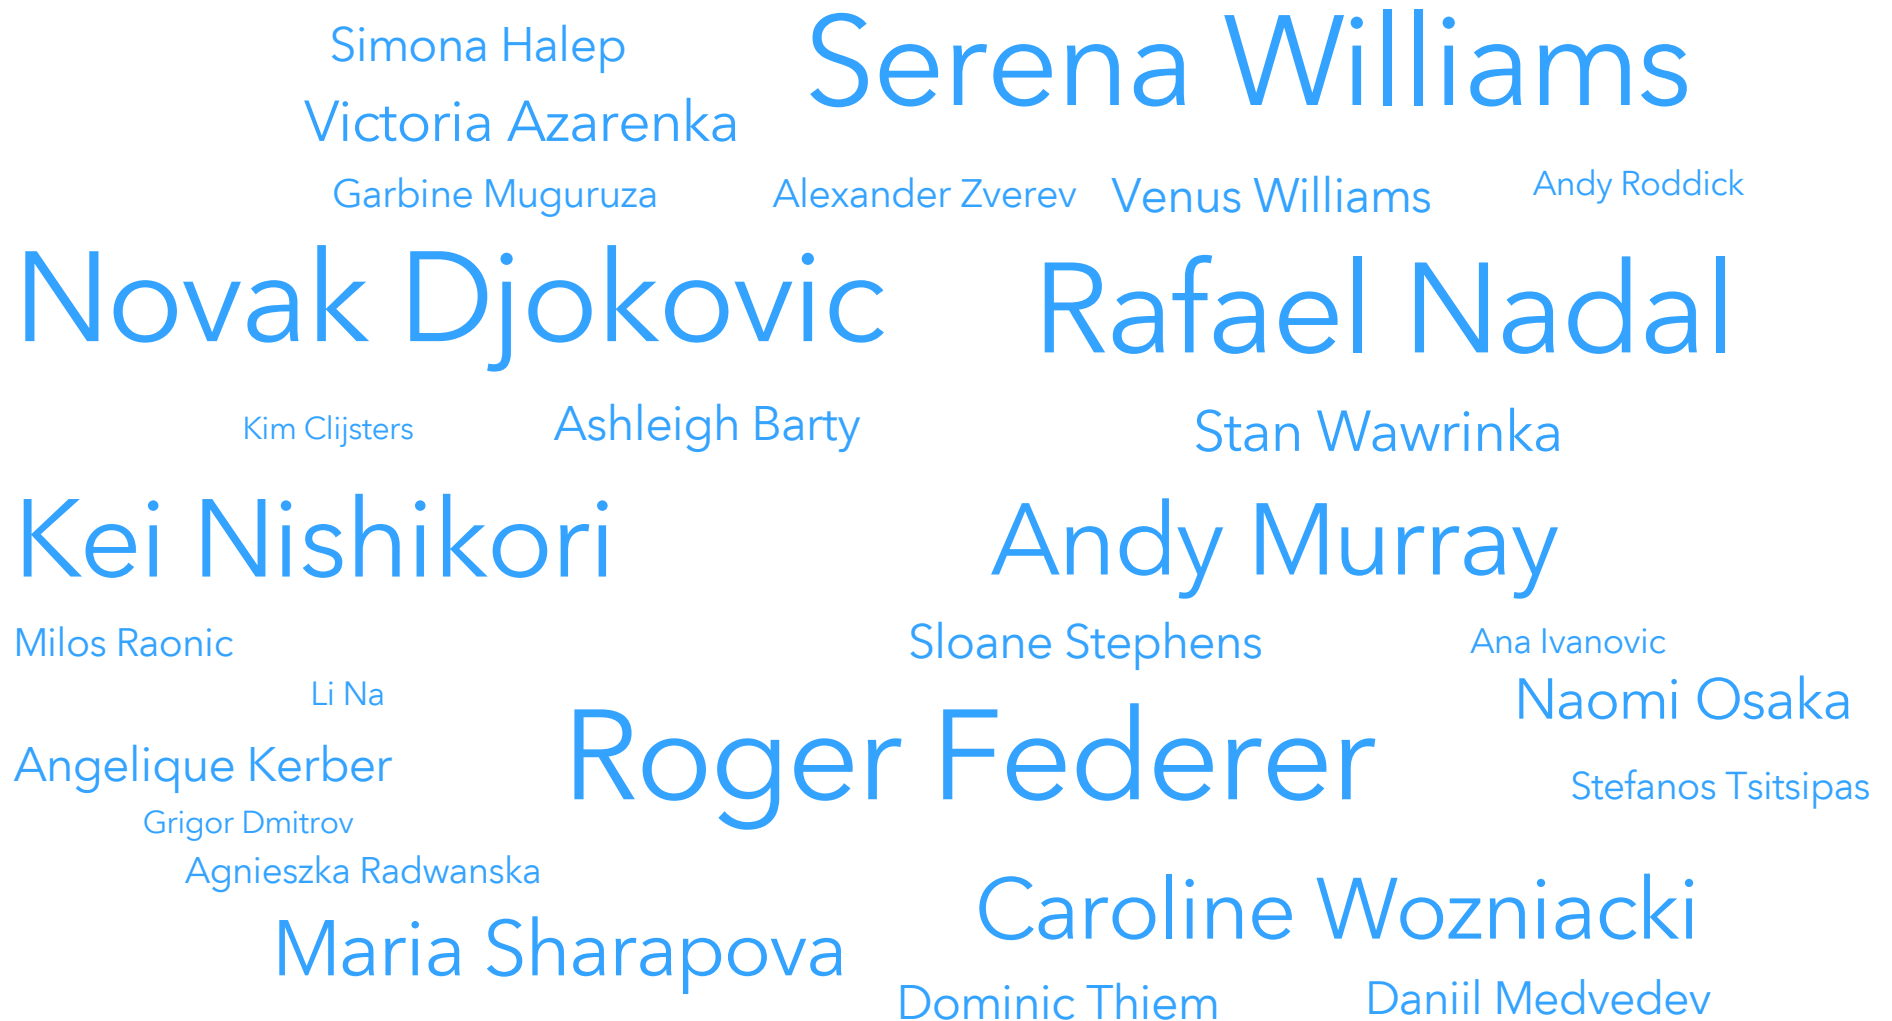 Simona Halep
Serena Williams
Victoria Azarenka
Garbine Muguruza
Alexander Zverev
Venus Williams
Andy Roddick
Novak Djokovic
Rafael Nadal
Kim Clijsters
Ashleigh Barty
Stan Wawrinka
Kei Nishikori
Andy Murray
Milos Raonic
Sloane Stephens
Ana Ivanovic
Li Na
Naomi Osaka
Angelique Kerber
Roger Federer
Stefanos Tsitsipas
Grigor Dmitrov
Agnieszka Radwanska
Caroline Wozniacki
Maria Sharapova
Dominic Thiem
Daniil Medvedev